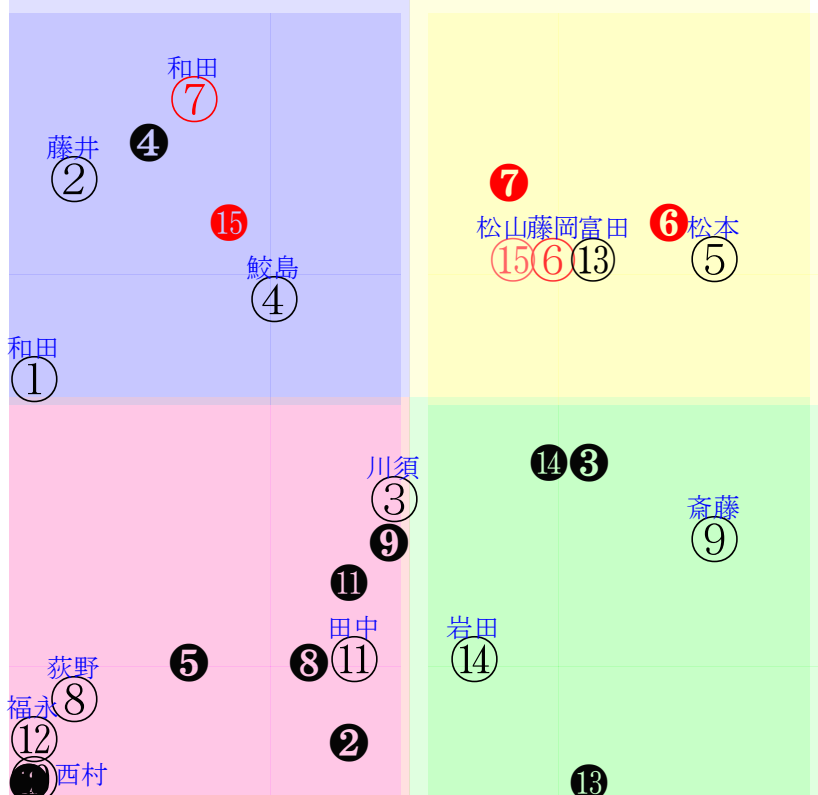 和田
⑦
❹
藤井
②
⓯
❼
松山藤岡富田
❻
松本
⑮⑥⑬
⑤
鮫島
④
和田
①
川須
③
⓮❸
斎藤
⑨
❾
⓫
田中
⑪
岩田
⑭
❺
❽
荻野
⑧
福永
⑫
❷
西村
⓭